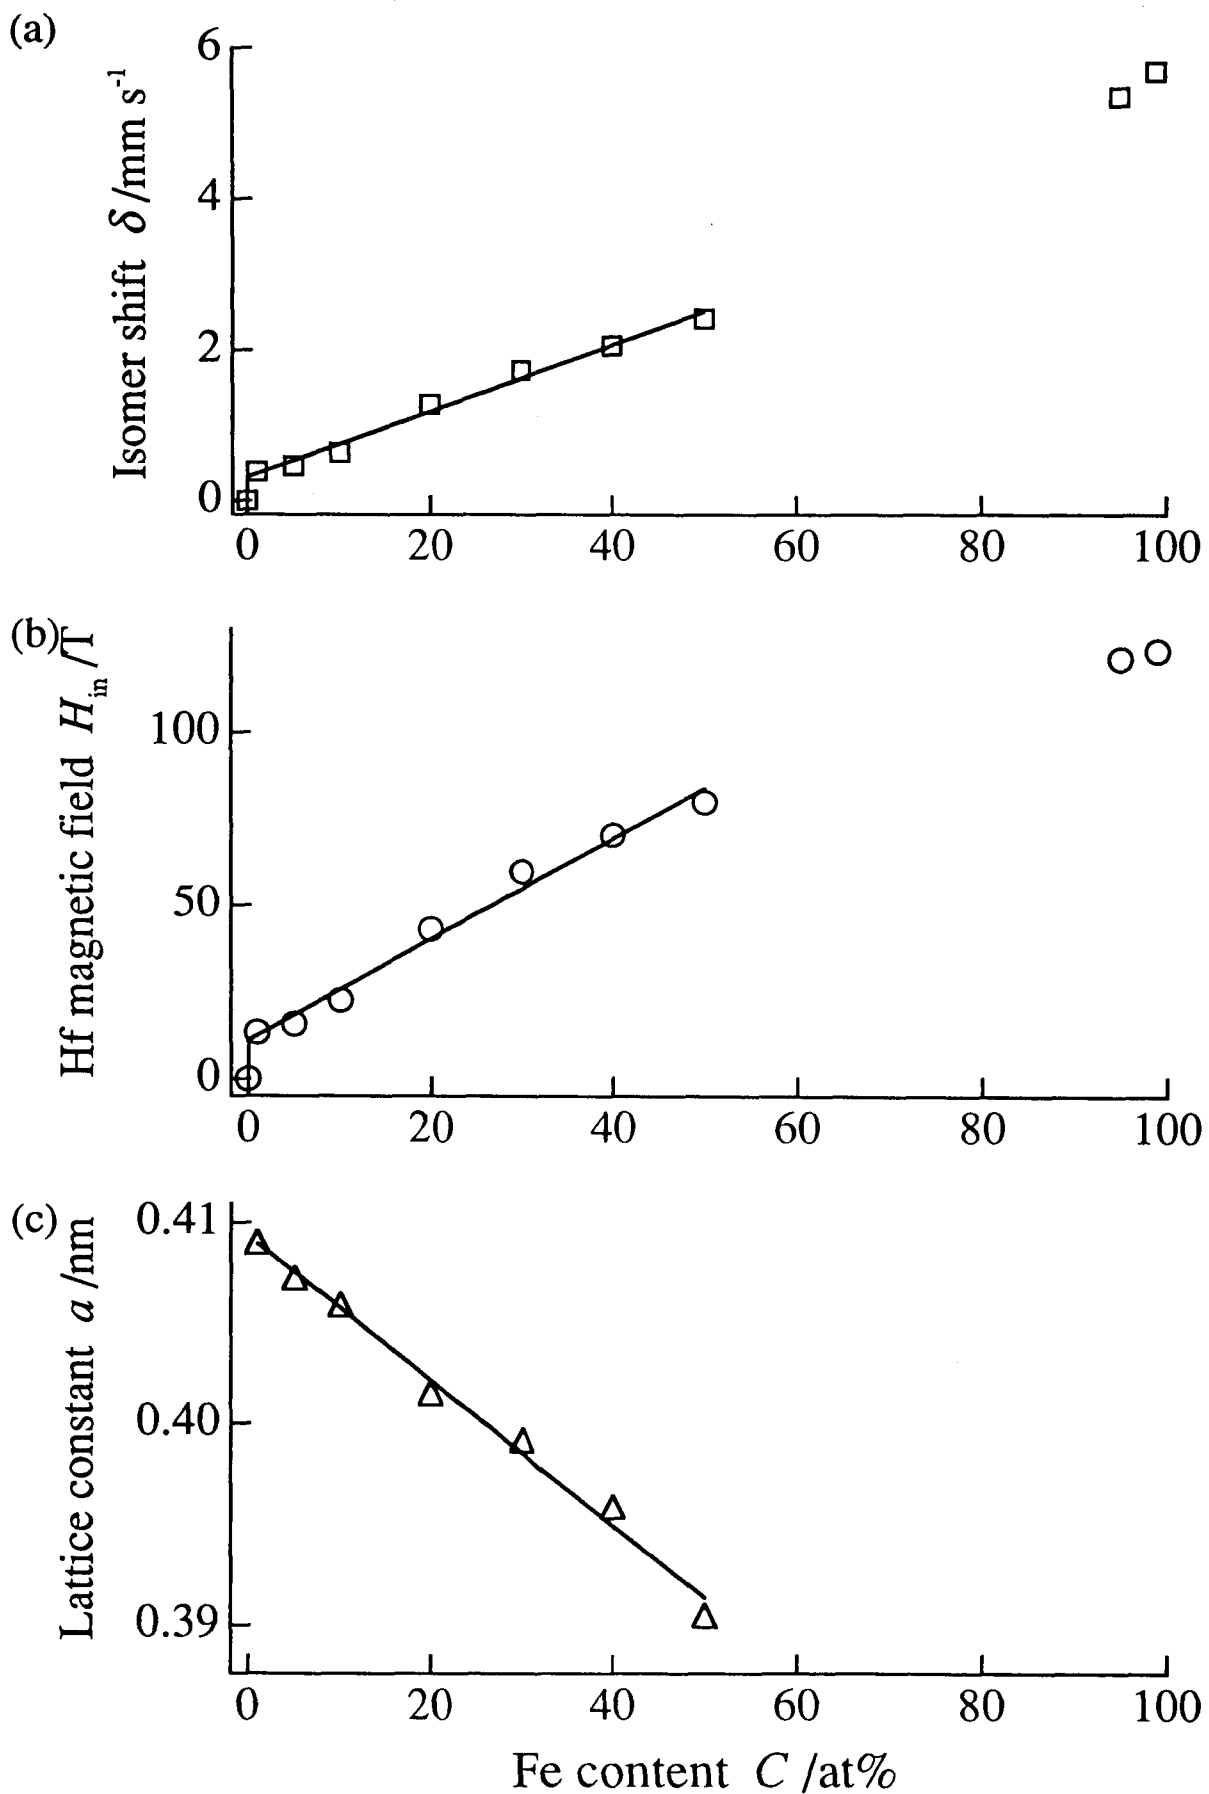 (a)
Isomer shift δ /mm s⁻¹
6
4
2
0
0 20 40 60 80 100
(b)
Hf magnetic field H_in /T
100
50
0
0 20 40 60 80 100
(c)
Lattice constant a /nm
0.41
0.40
0.39
0 20 40 60 80 100
Fe content C /at%